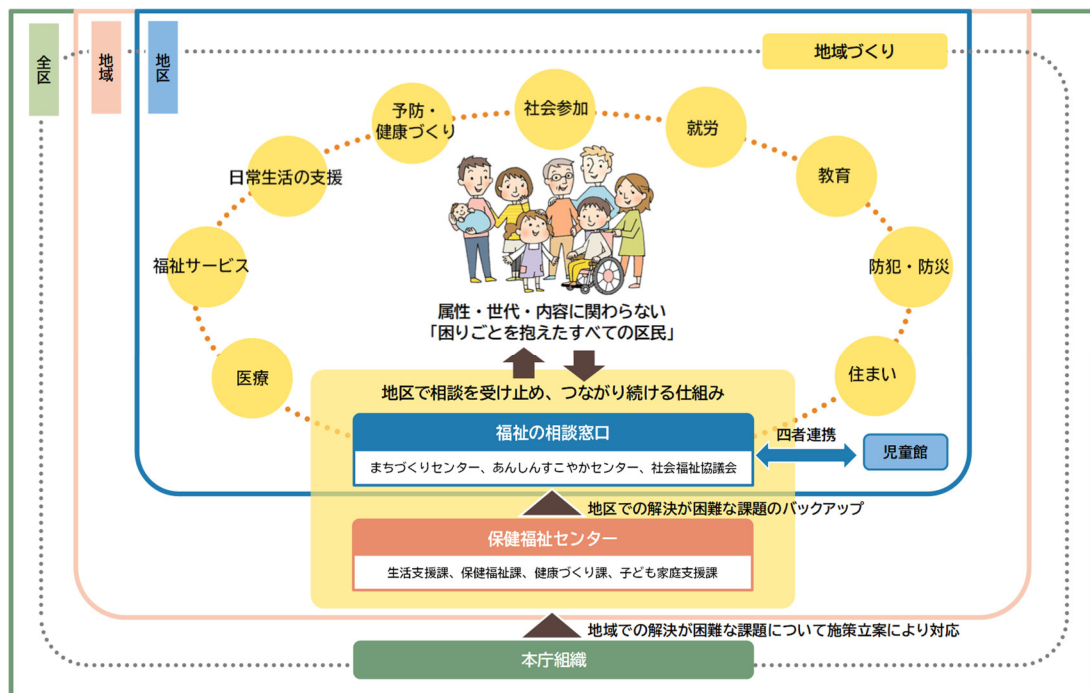 全区
地域
地区
地域づくり
社会参加
予防・
健康づくり
就労
日常生活の支援
教育
福祉サービス
防犯・防災
医療
住まい
属性・世代・内容に関わらない
「困りごとを抱えたすべての区民」
地区で相談を受け止め、つながり続ける仕組み
福祉の相談窓口
まちづくりセンター、あんしんすこやかセンター、社会福祉協議会
四者連携
児童館
地区での解決が困難な課題のバックアップ
保健福祉センター
生活支援課、保健福祉課、健康づくり課、子ども家庭支援課
地域での解決が困難な課題について施策立案により対応
本庁組織